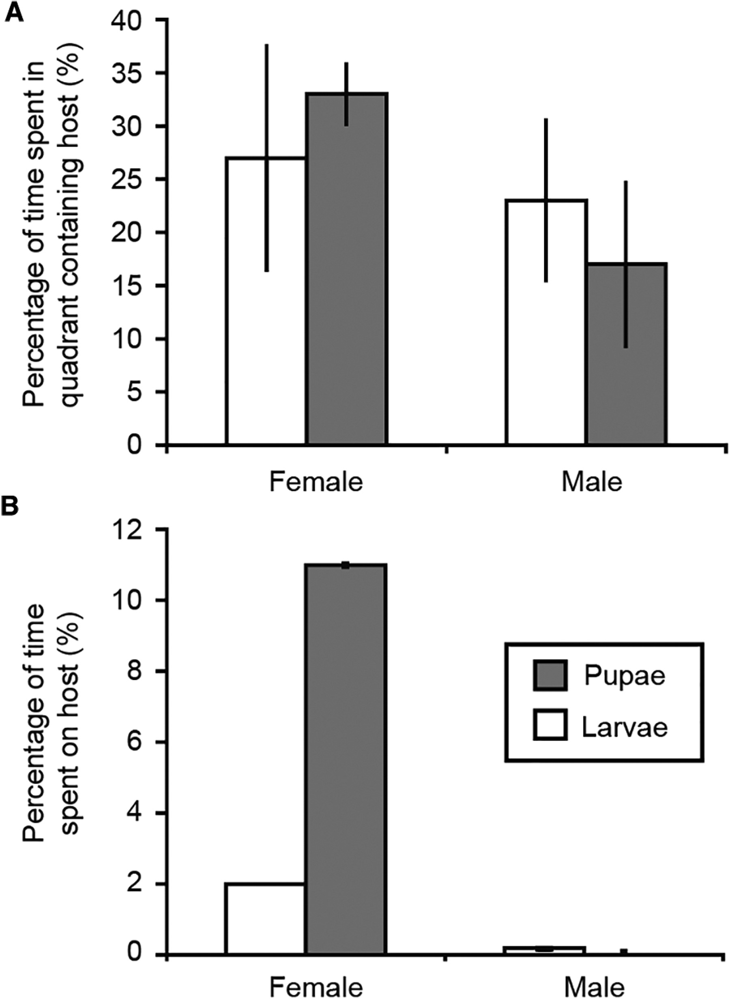 A
Percentage of time spent in
quadrant containing host (%)
40
35
30
25
20
15
10
5
0
Female Male
B
Percentage of time
spent on host (%)
12
10
8
6
4
2
0
Pupae
Larvae
Female Male